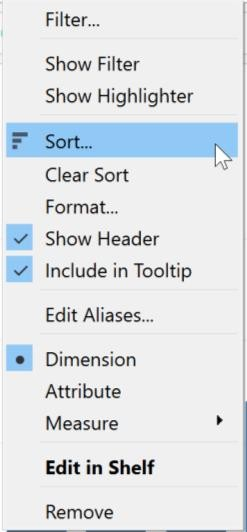 Filter...
Show Filter
Show Highlighter
Sort...
Clear Sort
Format...
Show Header
Include in Tooltip
Edit Aliases...
Dimension
Attribute
Measure
Edit in Shelf
Remove